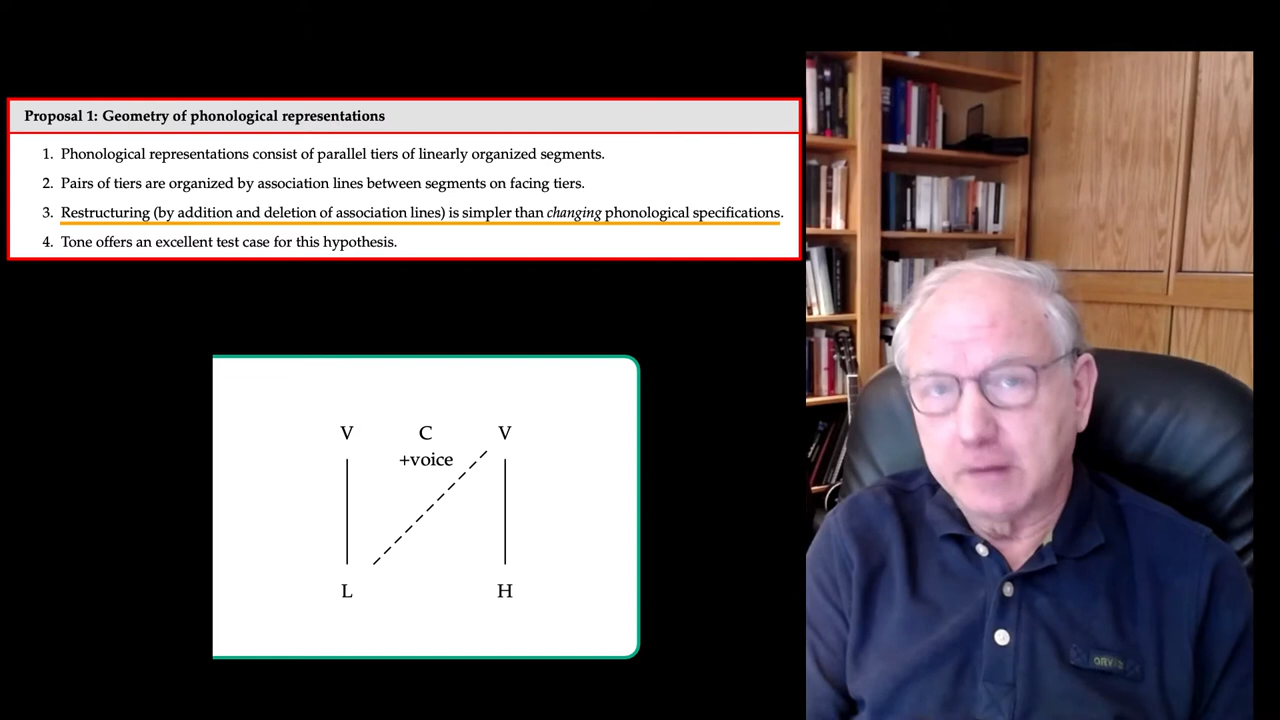 Proposal 1: Geometry of phonological representations
1. Phonological representations consist of parallel tiers of linearly organized segments.
2. Pairs of tiers are organized by association lines between segments on facing tiers.
3. Restructuring (by addition and deletion of association lines) is simpler than changing phonological specifications.
4. Tone offers an excellent test case for this hypothesis.
V C V
+voice
L H
ORVIS